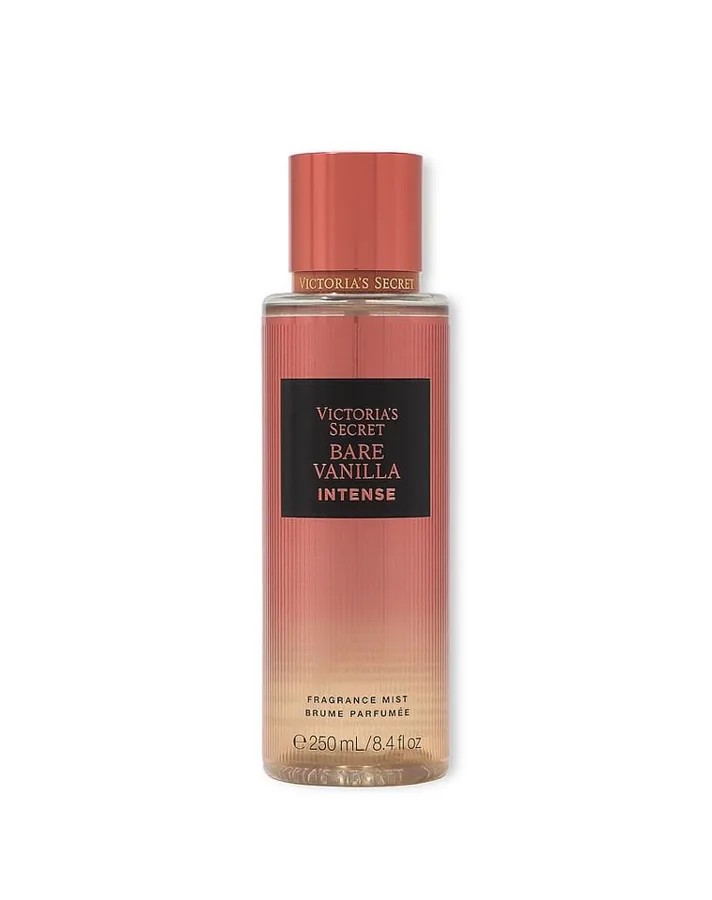 VICTORIA'S SECRET
VICTORIA'S
SECRET
BARE
VANILLA
INTENSE
FRAGRANCE MIST
BRUME PARFUMÉE
℮ 250 mL/8.4 fl oz